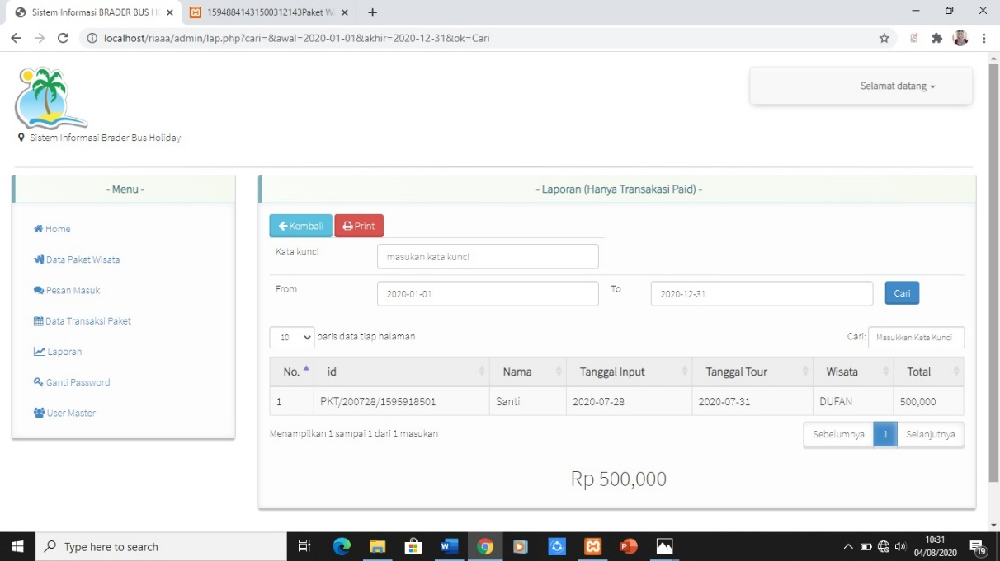 Sistem Informasi BRADER BUS H
15948841431500312143Paket W
localhost/riaaa/admin/lap.php?cari=&awal=2020-01-01&akhir=2020-12-31&ok=Cari
Selamat datang
Sistem Informasi Brader Bus Holiday
- Menu -
Home
Data Paket Wisata
Pesan Masuk
Data Transaksi Paket
Laporan
Ganti Password
User Master
- Laporan (Hanya Transakasi Paid) -
Kembali Print
Kata kunci masukan kata kunci
From 2020-01-01 To 2020-12-31 Cari
10 baris data tiap halaman Cari: Masukkan Kata Kunci
No. id Nama Tanggal Input Tanggal Tour Wisata Total
1 PKT/200728/1595918501 Santi 2020-07-28 2020-07-31 DUFAN 500,000
Menampilkan 1 sampai 1 dari 1 masukan Sebelumnya 1 Selanjutnya
Rp 500,000
Type here to search
10:31
04/08/2020
19